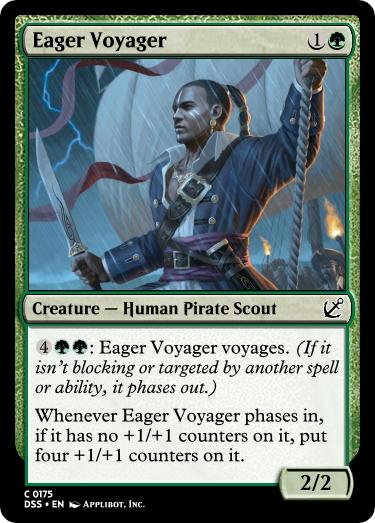 Eager Voyager 1
Creature — Human Pirate Scout
4: Eager Voyager voyages. (If it
isn't blocking or targeted by another spell
or ability, it phases out.)
Whenever Eager Voyager phases in,
if it has no +1/+1 counters on it, put
four +1/+1 counters on it.
2/2
C 0175
DSS • EN Applibot, Inc.